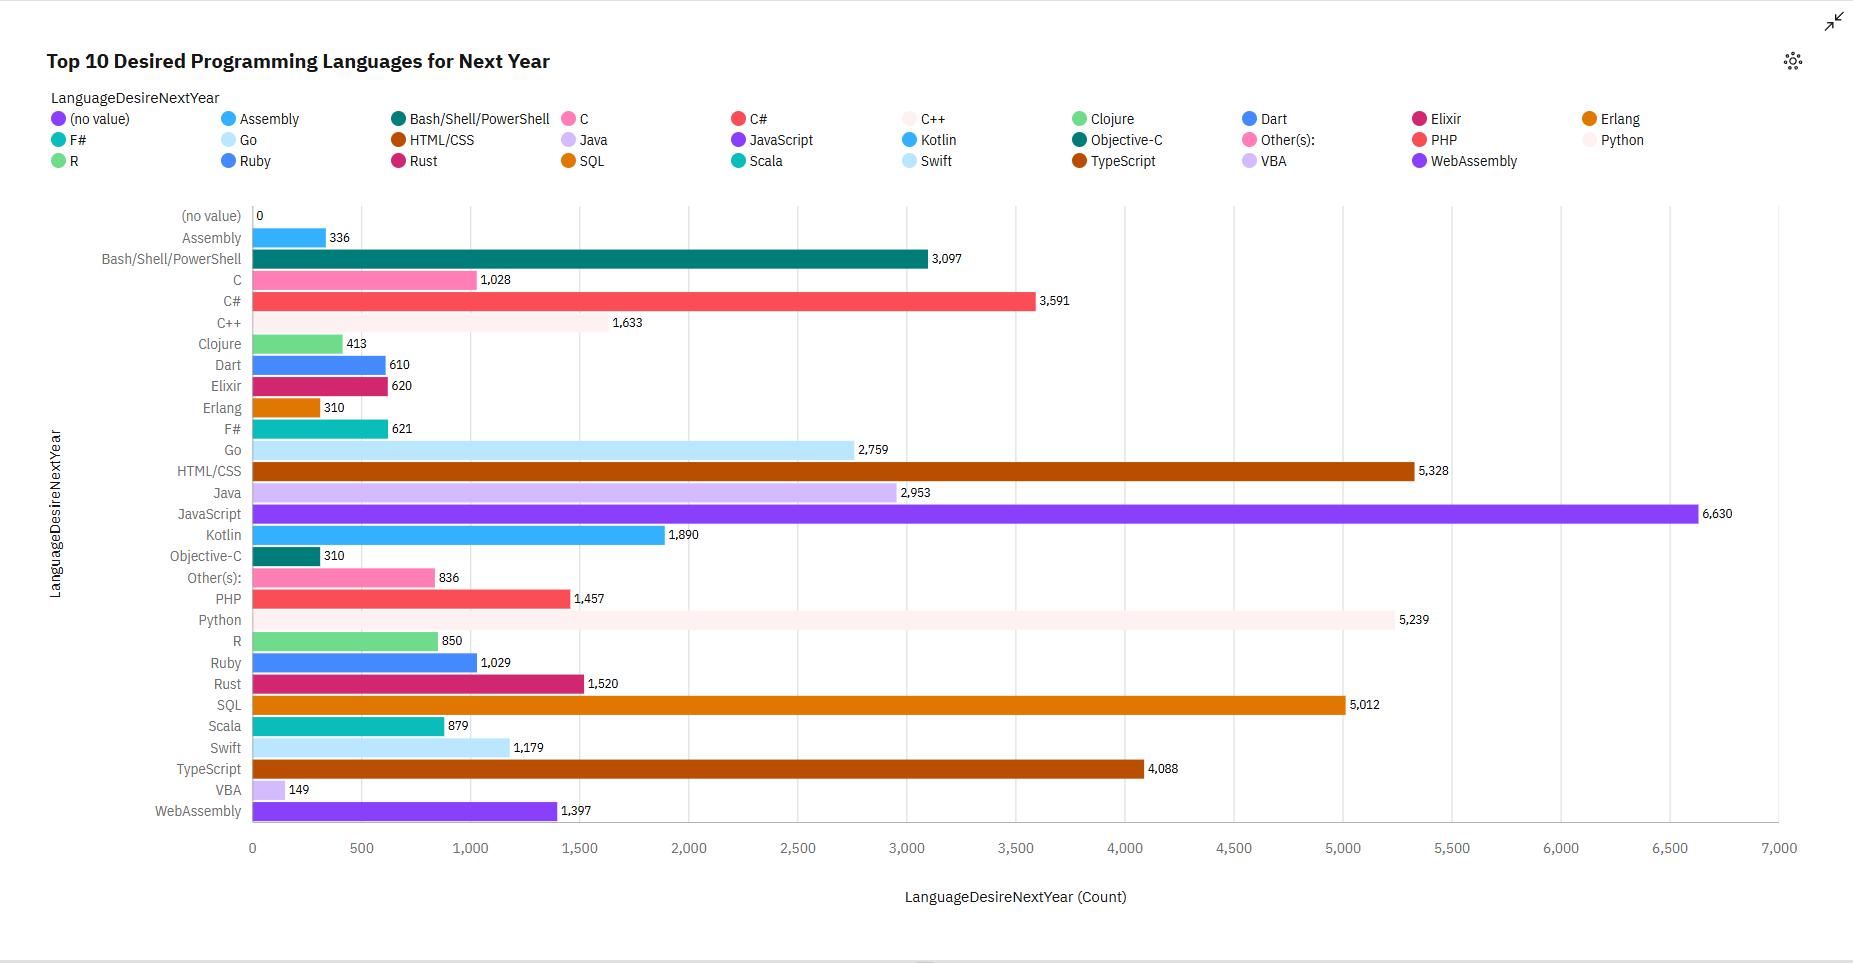 Top 10 Desired Programming Languages for Next Year
LanguageDesireNextYear
(no value) Assembly Bash/Shell/PowerShell C C# C++ Clojure Dart Elixir Erlang
F# Go HTML/CSS Java JavaScript Kotlin Objective-C Other(s): PHP Python
R Ruby Rust SQL Scala Swift TypeScript VBA WebAssembly
LanguageDesireNextYear
(no value) 0
Assembly 336
Bash/Shell/PowerShell 3,097
C 1,028
C# 3,591
C++ 1,633
Clojure 413
Dart 610
Elixir 620
Erlang 310
F# 621
Go 2,759
HTML/CSS 5,328
Java 2,953
JavaScript 6,630
Kotlin 1,890
Objective-C 310
Other(s): 836
PHP 1,457
Python 5,239
R 850
Ruby 1,029
Rust 1,520
SQL 5,012
Scala 879
Swift 1,179
TypeScript 4,088
VBA 149
WebAssembly 1,397
0 500 1,000 1,500 2,000 2,500 3,000 3,500 4,000 4,500 5,000 5,500 6,000 6,500 7,000
LanguageDesireNextYear (Count)